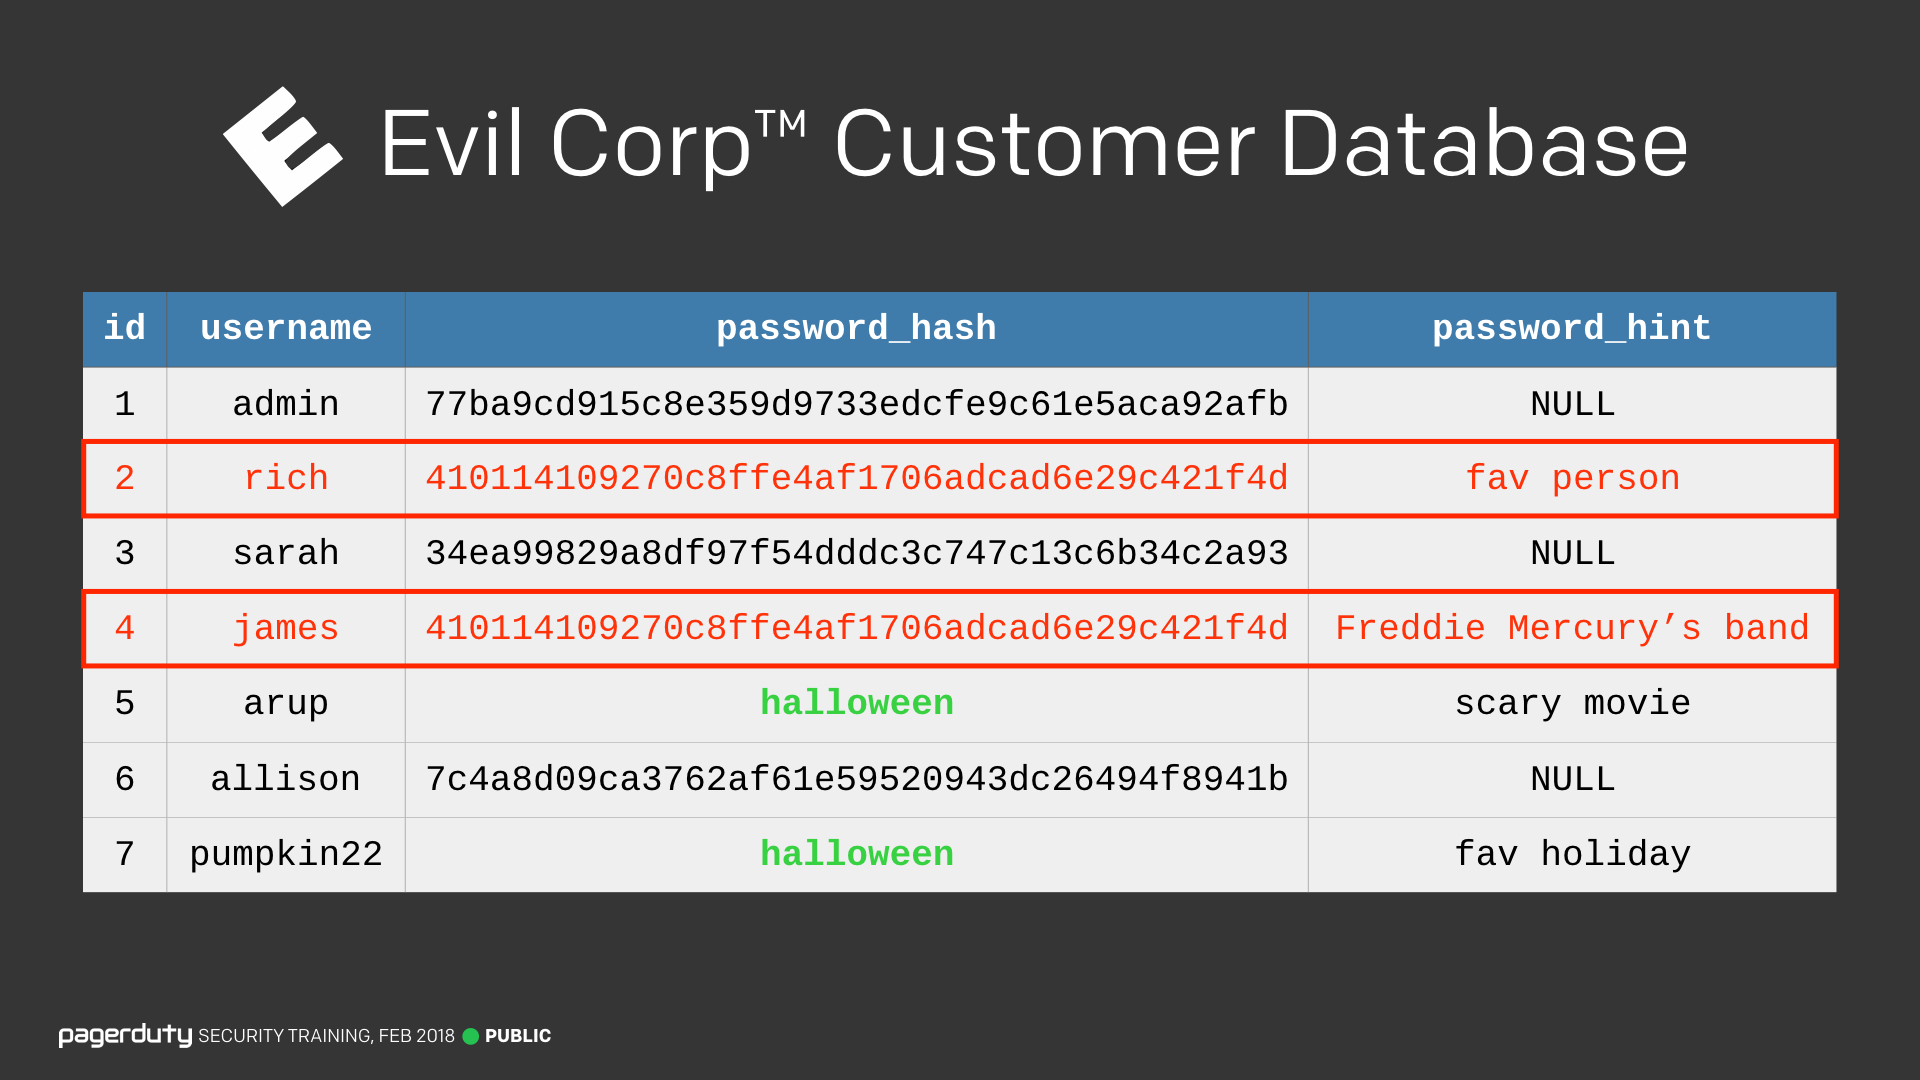 Evil Corp™ Customer Database
id username password_hash password_hint
1 admin 77ba9cd915c8e359d9733edcfe9c61e5aca92afb NULL
2 rich 410114109270c8ffe4af1706adcad6e29c421f4d fav person
3 sarah 34ea99829a8df97f54dddc3c747c13c6b34c2a93 NULL
4 james 410114109270c8ffe4af1706adcad6e29c421f4d Freddie Mercury’s band
5 arup halloween scary movie
6 allison 7c4a8d09ca3762af61e59520943dc26494f8941b NULL
7 pumpkin22 halloween fav holiday
pagerduty SECURITY TRAINING, FEB 2018 PUBLIC